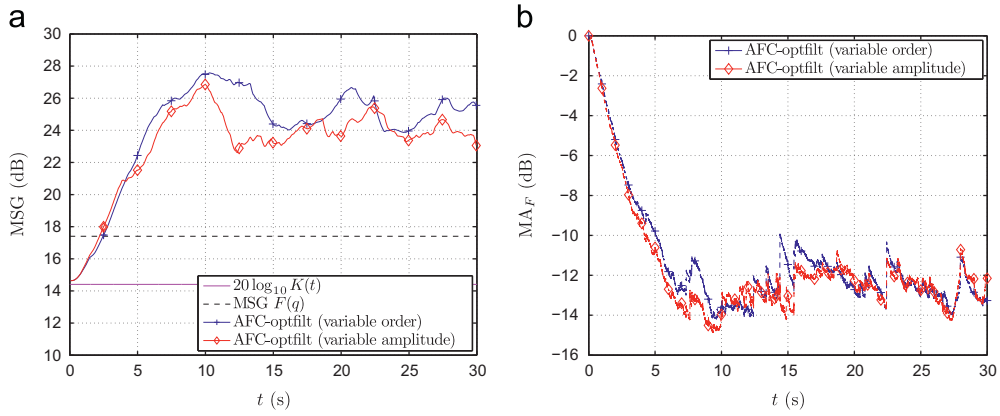 a
30
28
26
24
22
20
18
16
14
12
10
MSG (dB)
0 5 10 15 20 25 30
t (s)
20 log10 K(t)
MSG F(q)
AFC-optfilt (variable order)
AFC-optfilt (variable amplitude)
b
0
−2
−4
−6
−8
−10
−12
−14
−16
MA_F (dB)
0 5 10 15 20 25 30
t (s)
AFC-optfilt (variable order)
AFC-optfilt (variable amplitude)